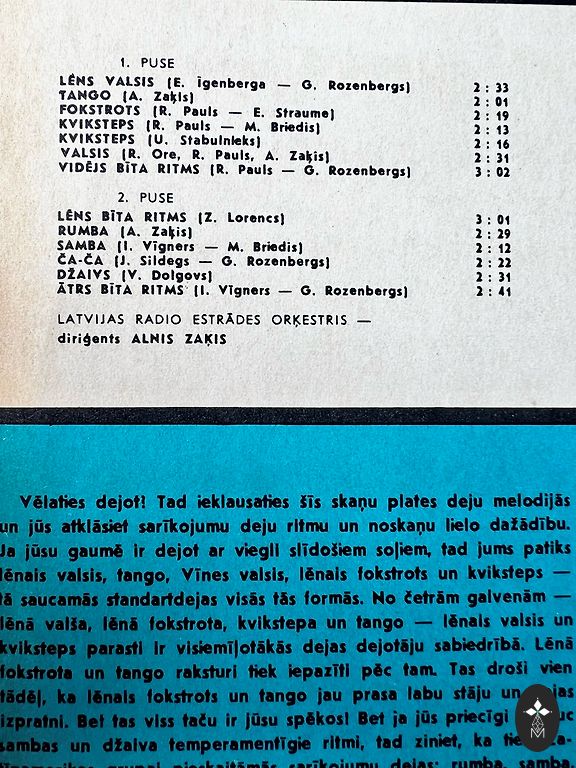 1. PUSE
LĒNS VALSIS (E. Īgenberga — G. Rozenbergs) 2 : 33
TANGO (A. Zaķis) 2 : 01
FOKSTROTS (R. Pauls — E. Straume) 2 : 19
KVIKSTEPS (R. Pauls — M. Briedis) 2 : 13
KVIKSTEPS (U. Stabulnieks) 2 : 16
VALSIS (R. Ore, R. Pauls, A. Zaķis) 2 : 31
VIDĒJS BĪTA RITMS (R. Pauls — G. Rozenbergs) 3 : 02
2. PUSE
LĒNS BĪTA RITMS (Z. Lorencs) 3 : 01
RUMBA (A. Zaķis) 2 : 29
SAMBA (I. Vīgners — M. Briedis) 2 : 12
ČA-ČA (J. Sildegs — G. Rozenbergs) 2 : 22
DŽAIVS (V. Dolgovs) 2 : 31
ĀTRS BĪTA RITMS (I. Vīgners — G. Rozenbergs) 2 : 41
LATVIJAS RADIO ESTRĀDES ORĶESTRIS —
diriģents ALNIS ZAĶIS
Vēlaties dejot! Tad ieklausaties šīs skaņu plates deju melodijās
un jūs atklāsiet sarīkojumu deju ritmu un noskaņu lielo dažādību.
Ja jūsu gaumē ir dejot ar viegli slīdošiem soļiem, tad jums patiks
lēnais valsis, tango, Vīnes valsis, lēnais fokstrots un kviksteps —
tā saucamās standartdejas visās tās formās. No četrām galvenām —
lēnā valša, lēnā fokstrota, kvikstepa un tango — lēnais valsis un
kviksteps parasti ir visiemīļotākās dejas dejotāju sabiedrībā. Lēnā
fokstrota un tango raksturi tiek iepazīti pēc tam. Tas droši vien
tādēļ, ka lēnais fokstrots un tango jau prasa labu stāju un
izpratni. Bet tas viss taču ir jūsu spēkos! Bet ja jūs priecīgi
sambas un džaiva temperamentīgie ritmi, tad ziniet, ka
grupai pieskaitāmās sarīkojumu dejas: rumba, samba,
M